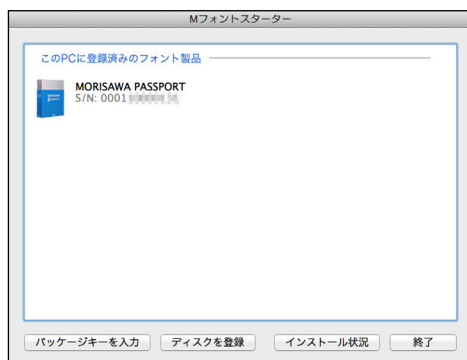 Mフォントスターター
このPCに登録済みのフォント製品
MORISAWA PASSPORT
S/N: 0001
パッケージキーを入力 ディスクを登録 インストール状況 終了